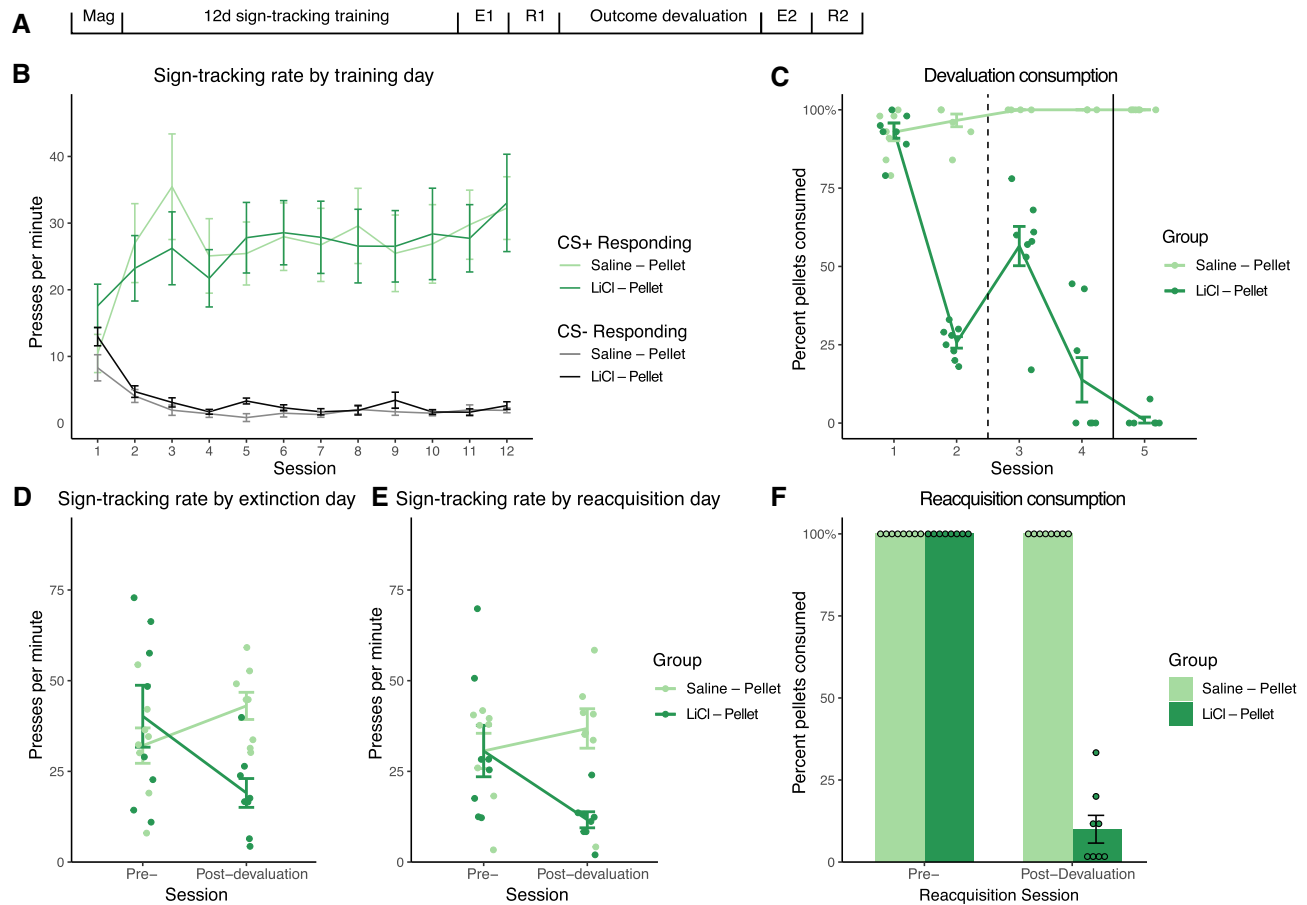 A
Mag 12d sign-tracking training E1 R1 Outcome devaluation E2 R2
B
Sign-tracking rate by training day
Presses per minute
40
30
20
10
0
1 2 3 4 5 6 7 8 9 10 11 12
Session
CS+ Responding
Saline – Pellet
LiCl – Pellet
CS- Responding
Saline – Pellet
LiCl – Pellet
C
Devaluation consumption
Percent pellets consumed
100%
75
50
25
0
1 2 3 4 5
Session
Group
Saline – Pellet
LiCl – Pellet
D
Sign-tracking rate by extinction day
Presses per minute
75
50
25
0
Pre– Post–devaluation
Session
E
Sign-tracking rate by reacquisition day
Presses per minute
75
50
25
0
Pre– Post–devaluation
Session
Group
Saline – Pellet
LiCl – Pellet
F
Reacquisition consumption
Percent pellets consumed
100%
75
50
25
0
Pre– Post–Devaluation
Reacquisition Session
Group
Saline – Pellet
LiCl – Pellet